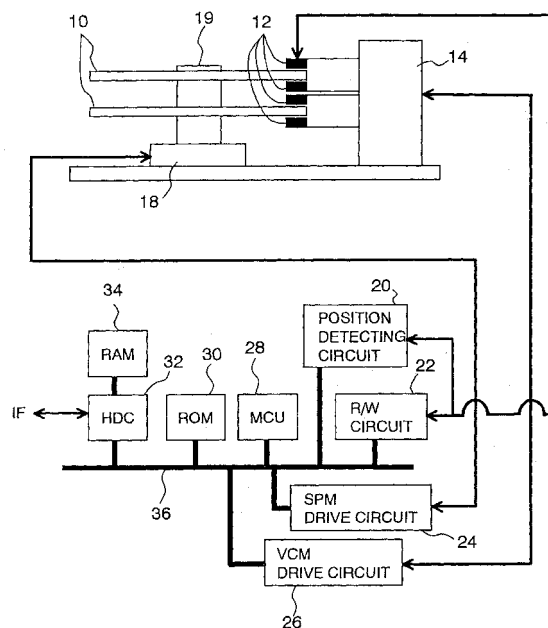 19
12
10
14
18
20
34
POSITION
DETECTING
CIRCUIT
32
30
28
22
RAM
IF
HDC
ROM
MCU
R/W
CIRCUIT
36
SPM
DRIVE CIRCUIT
24
VCM
DRIVE CIRCUIT
26